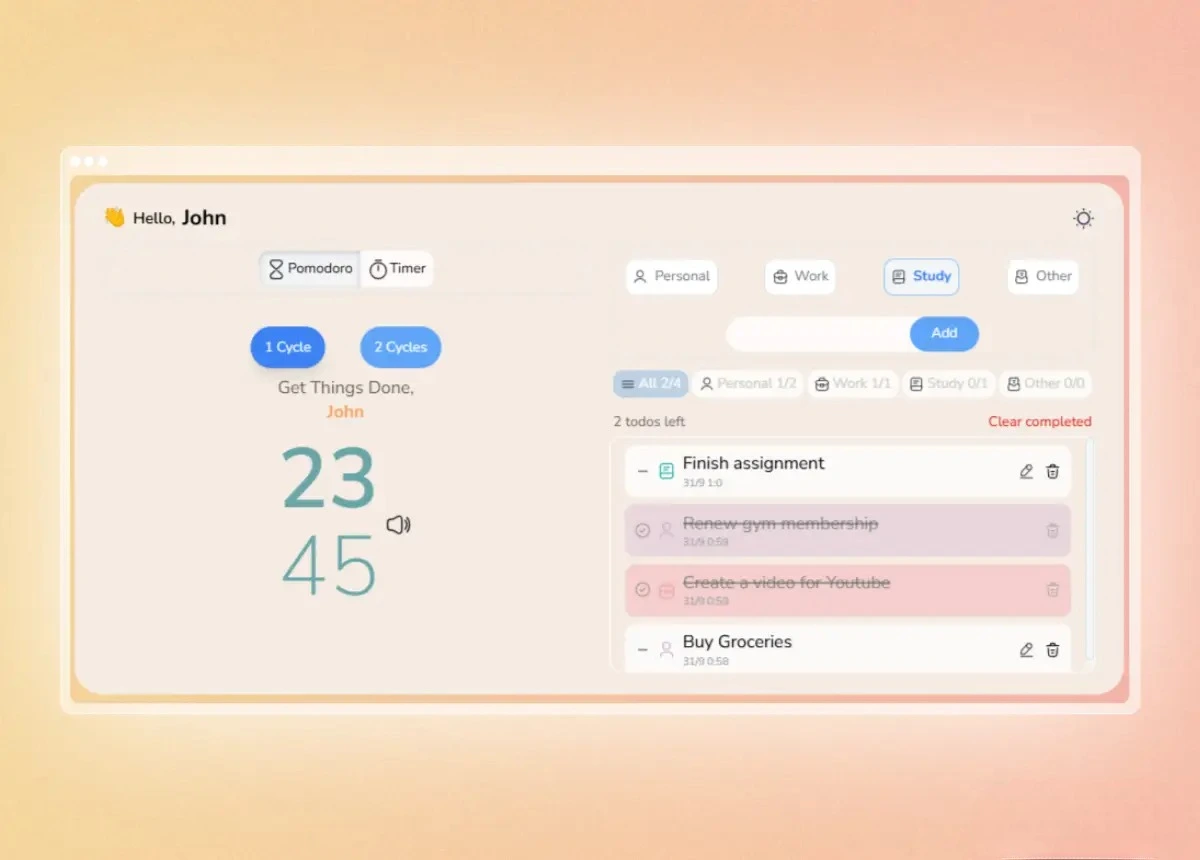 Hello, John
Pomodoro Timer
1 Cycle 2 Cycles
Get Things Done,
John
23
45
Personal Work Study Other
Add
All 2/4 Personal 1/2 Work 1/1 Study 0/1 Other 0/0
2 todos left Clear completed
Finish assignment
31/9 1:0
Renew gym membership
31/9 0:59
Create a video for Youtube
31/9 0:59
Buy Groceries
31/9 0:58